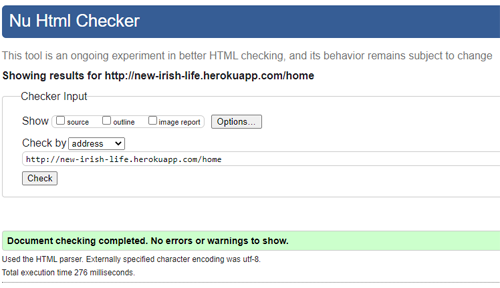 Nu Html Checker
This tool is an ongoing experiment in better HTML checking, and its behavior remains subject to change
Showing results for http://new-irish-life.herokuapp.com/home
Checker Input
Show source outline image report Options...
Check by address
http://new-irish-life.herokuapp.com/home
Check
Document checking completed. No errors or warnings to show.
Used the HTML parser. Externally specified character encoding was utf-8.
Total execution time 276 milliseconds.